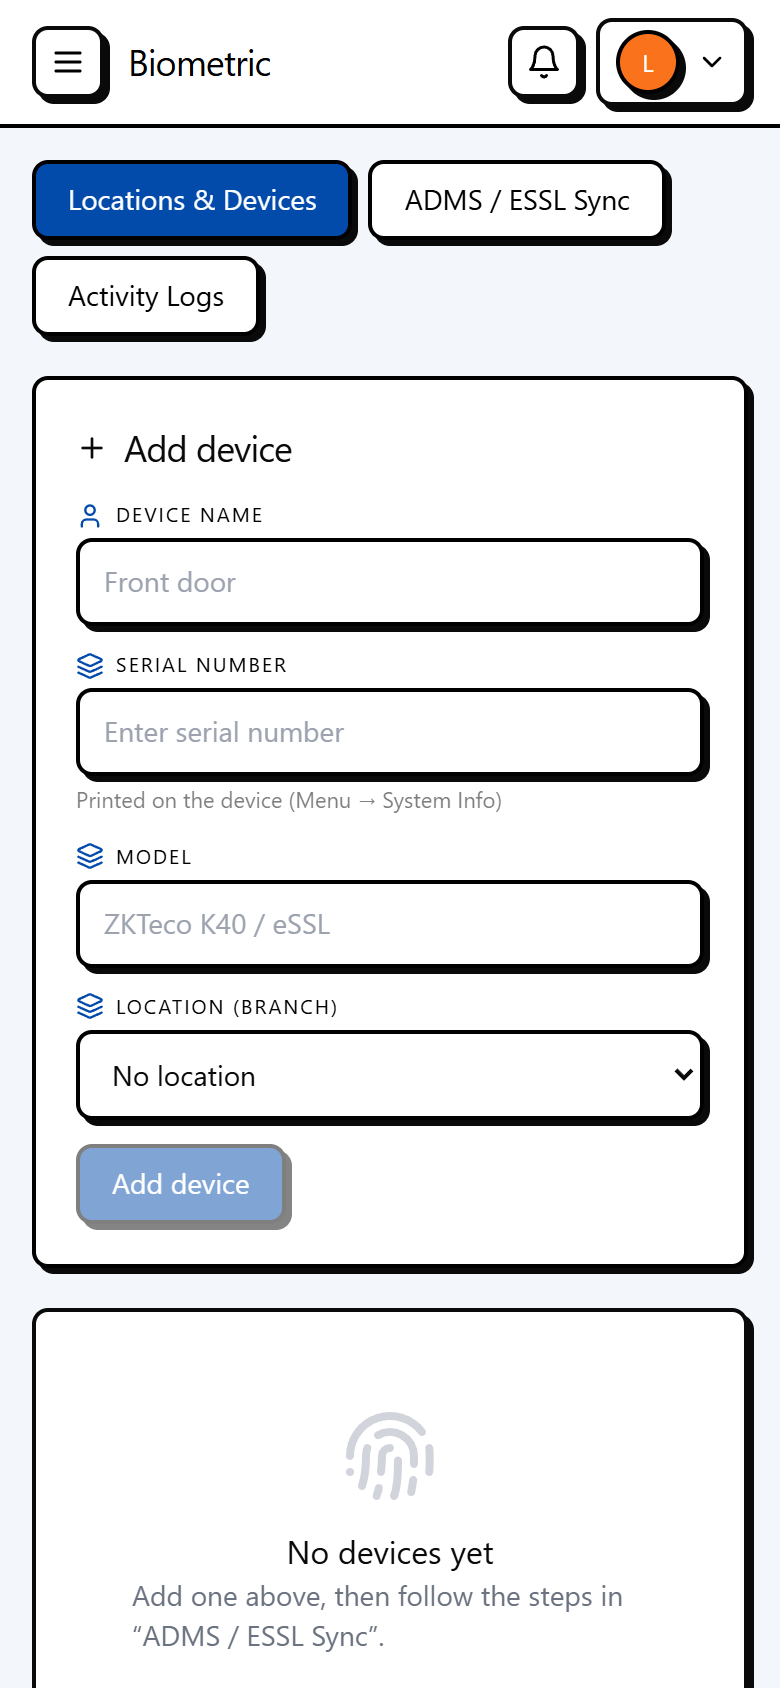 Biometric
L
Locations & Devices
ADMS / ESSL Sync
Activity Logs
Add device
DEVICE NAME
Front door
SERIAL NUMBER
Enter serial number
Printed on the device (Menu → System Info)
MODEL
ZKTeco K40 / eSSL
LOCATION (BRANCH)
No location
Add device
No devices yet
Add one above, then follow the steps in
“ADMS / ESSL Sync”.